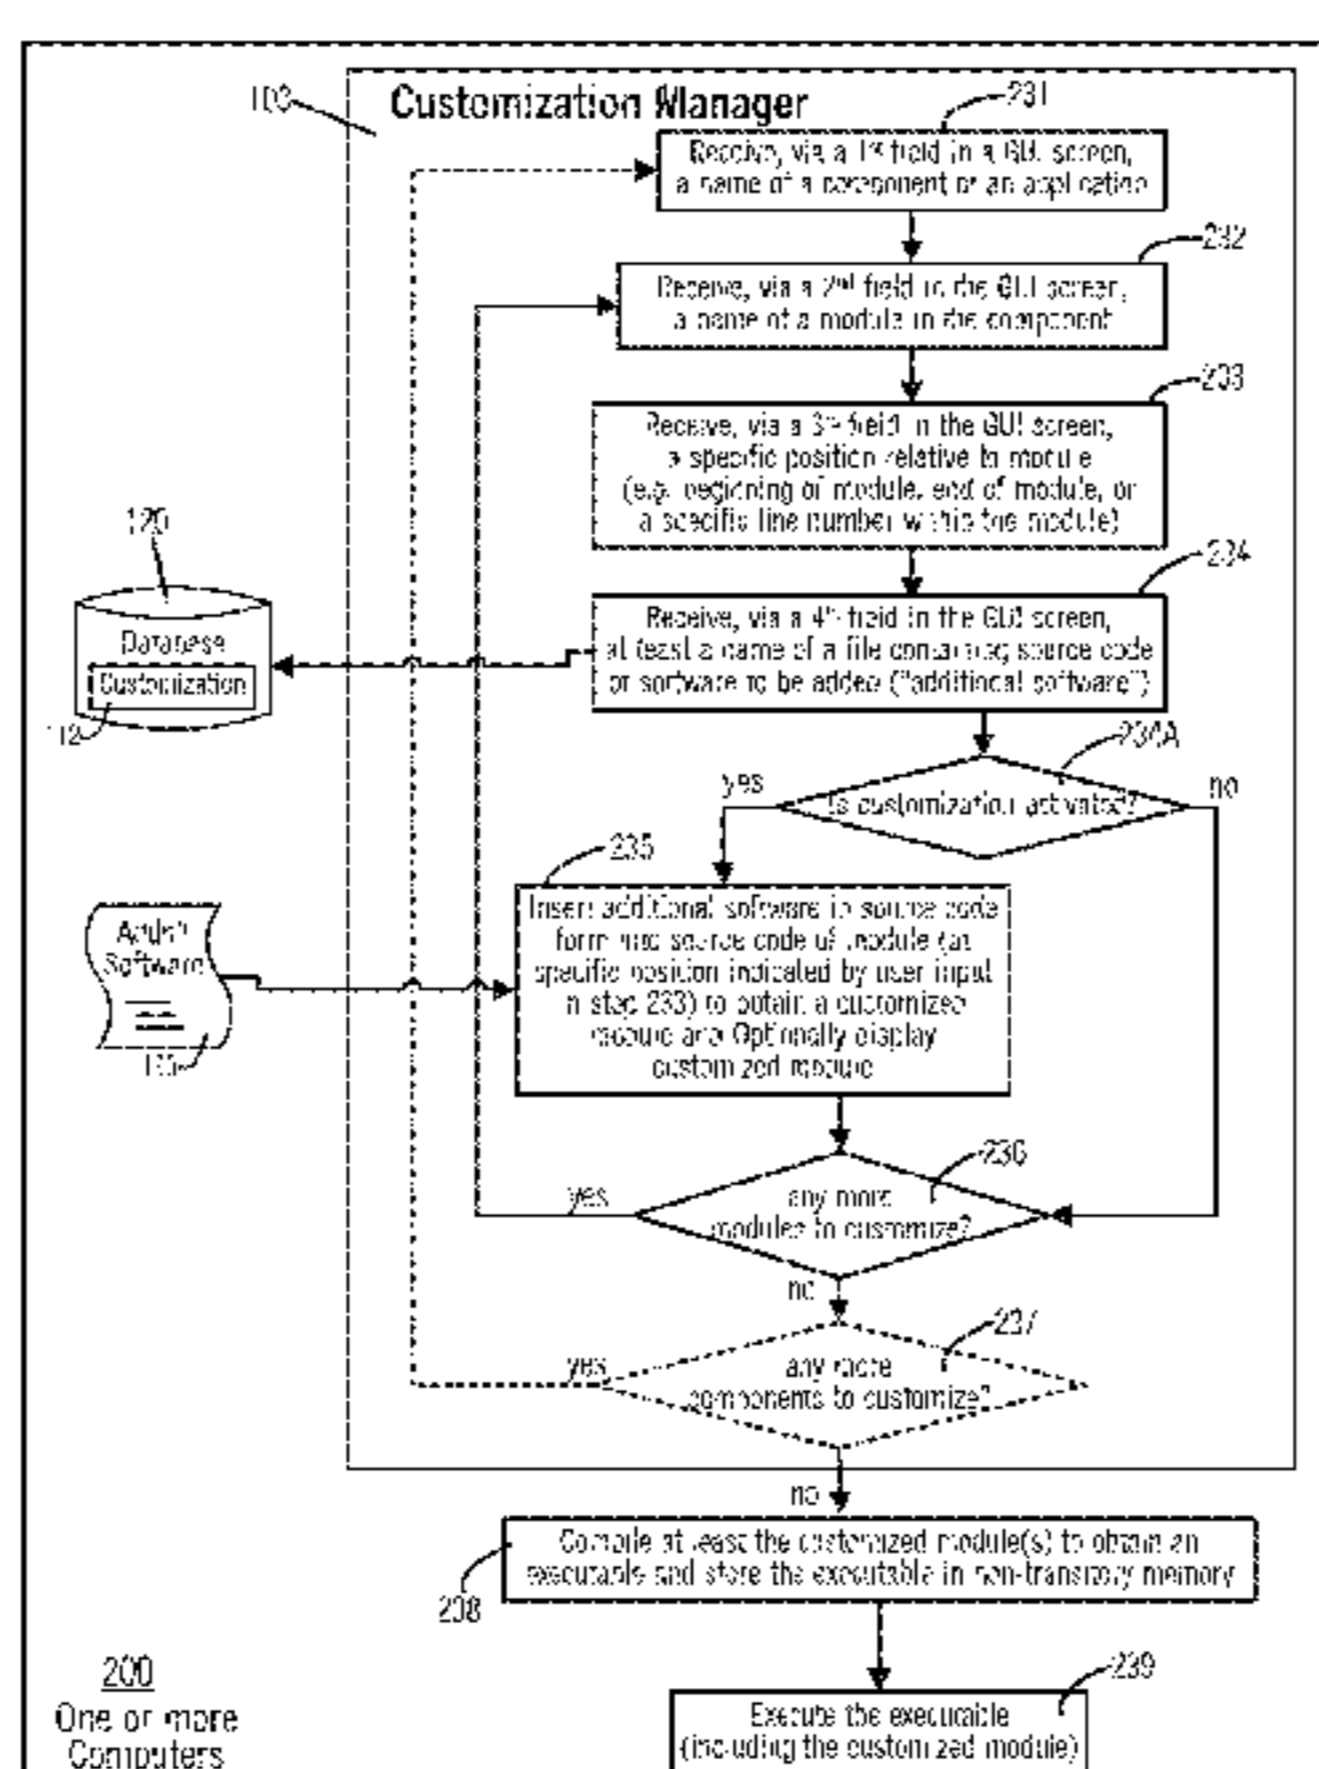 103
Customization Manager
231
Receive, via a 1st field in a GUI screen,
a name of a component of an application
232
Receive, via a 2nd field in the GUI screen,
a name of a module in the component
233
Receive, via a 3rd field in the GUI screen,
a specific position relative to module
(e.g. beginning of module, end of module, or
a specific line number within the module)
120
Database
Customization
112
234
Receive, via a 4th field in the GUI screen,
at least a name of a file containing source code
of software to be added ("additional software")
234A
Is customization activated?
yes
no
235
Insert additional software in source code
form into source code of module (at
specific position indicated by user input
in step 233) to obtain a customized
module and Optionally display
customized module
Addn'l
Software
236
any more
modules to customize?
yes
no
237
any more
components to customize?
yes
no
238
Compile at least the customized module(s) to obtain an
executable and store the executable in non-transitory memory
239
Execute the executable
(including the customized module)
200
One or more
Computers